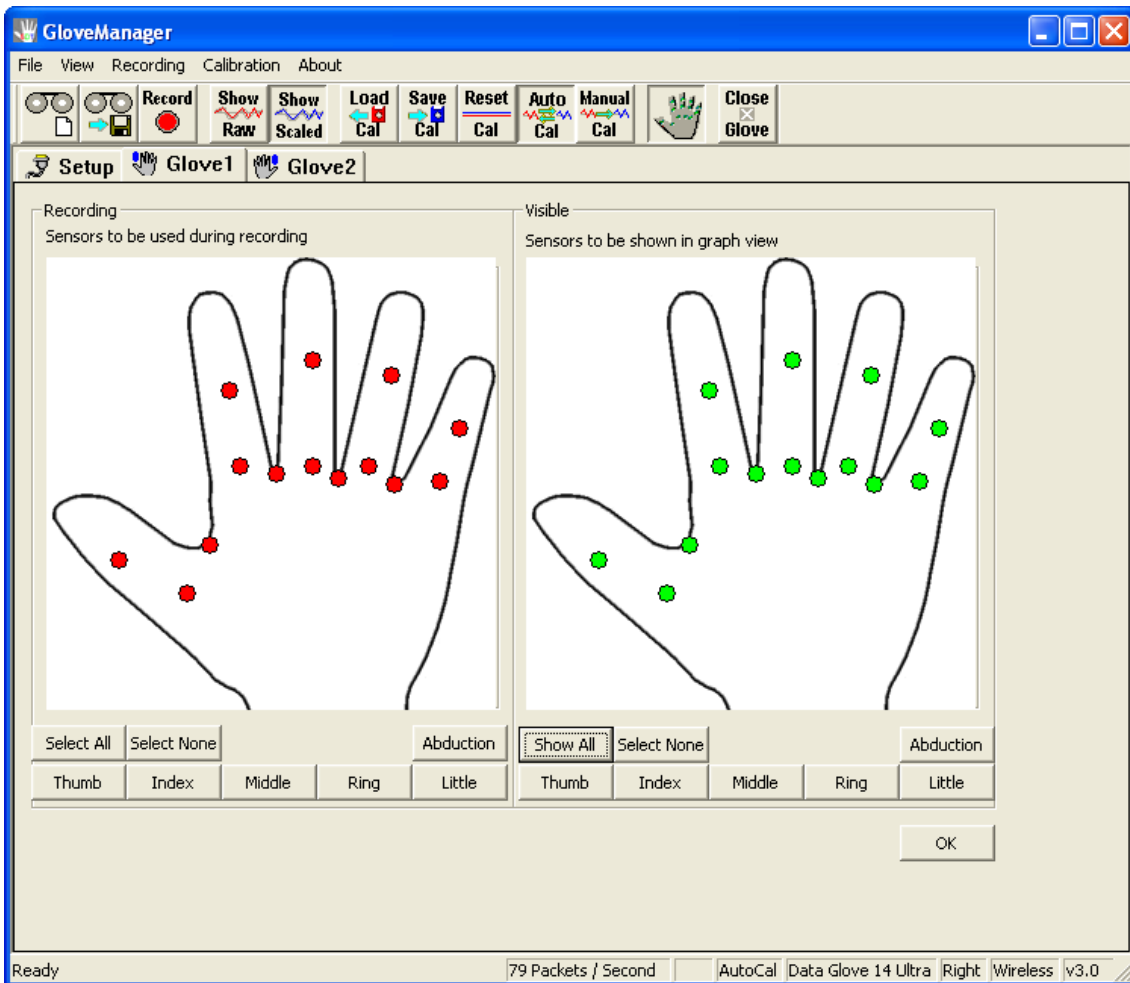 GloveManager
File View Recording Calibration About
Record Show Raw Show Scaled Load Cal Save Cal Reset Cal Auto Cal Manual Cal Close Glove
Setup Glove1 Glove2
Recording
Sensors to be used during recording
Visible
Sensors to be shown in graph view
Select All Select None Abduction
Thumb Index Middle Ring Little
Show All Select None Abduction
Thumb Index Middle Ring Little
OK
Ready 79 Packets / Second AutoCal Data Glove 14 Ultra Right Wireless v3.0